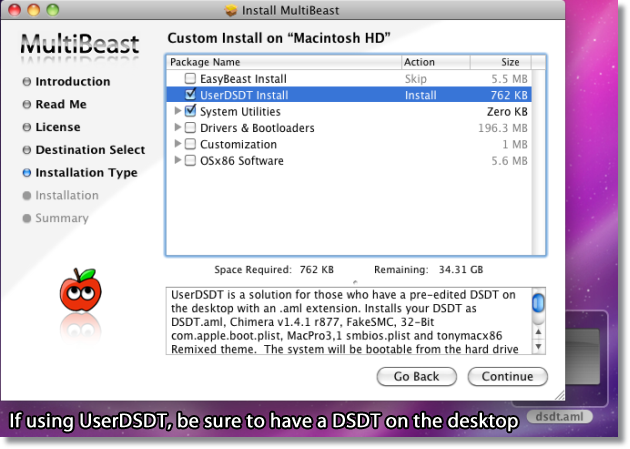 Install MultiBeast
MultiBeast
Custom Install on “Macintosh HD”
Package Name Action Size
EasyBeast Install Skip 5.5 MB
UserDSDT Install Install 762 KB
System Utilities Zero KB
Drivers & Bootloaders 196.3 MB
Customization 1 MB
OSx86 Software 5.6 MB
Introduction
Read Me
License
Destination Select
Installation Type
Installation
Summary
Space Required: 762 KB Remaining: 34.31 GB
UserDSDT is a solution for those who have a pre-edited DSDT on
the desktop with an .aml extension. Installs your DSDT as
DSDT.aml, Chimera v1.4.1 r877, FakeSMC, 32-Bit
com.apple.boot.plist, MacPro3,1 smbios.plist and tonymacx86
Remixed theme. The system will be bootable from the hard drive
Go Back Continue
dsdt.aml
If using UserDSDT, be sure to have a DSDT on the desktop